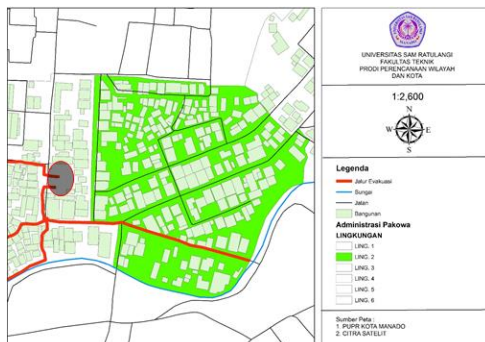 UNIVERSITAS SAM RATULANGI
FAKULTAS TEKNIK
PRODI PERENCANAAN WILAYAH
DAN KOTA
1:2,600
N
W E
S
Legenda
Jalur Evakuasi
Sungai
Jalan
Bangunan
Administrasi Pakowa
LINGKUNGAN
LING. 1
LING. 2
LING. 3
LING. 4
LING. 5
LING. 6
Sumber Peta :
1. PUPR KOTA MANADO
2. CITRA SATELIT